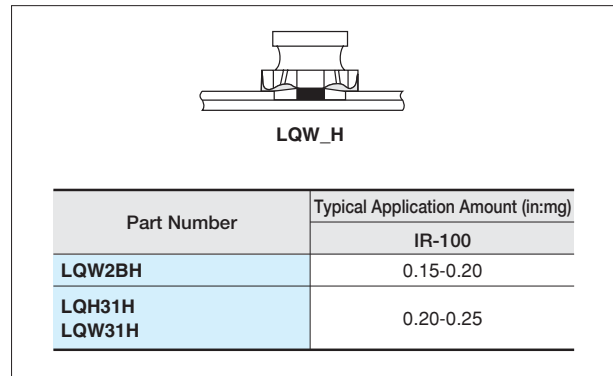 LQW_H
Part Number
Typical Application Amount (in:mg)
IR-100
LQW2BH
0.15-0.20
LQH31H
LQW31H
0.20-0.25